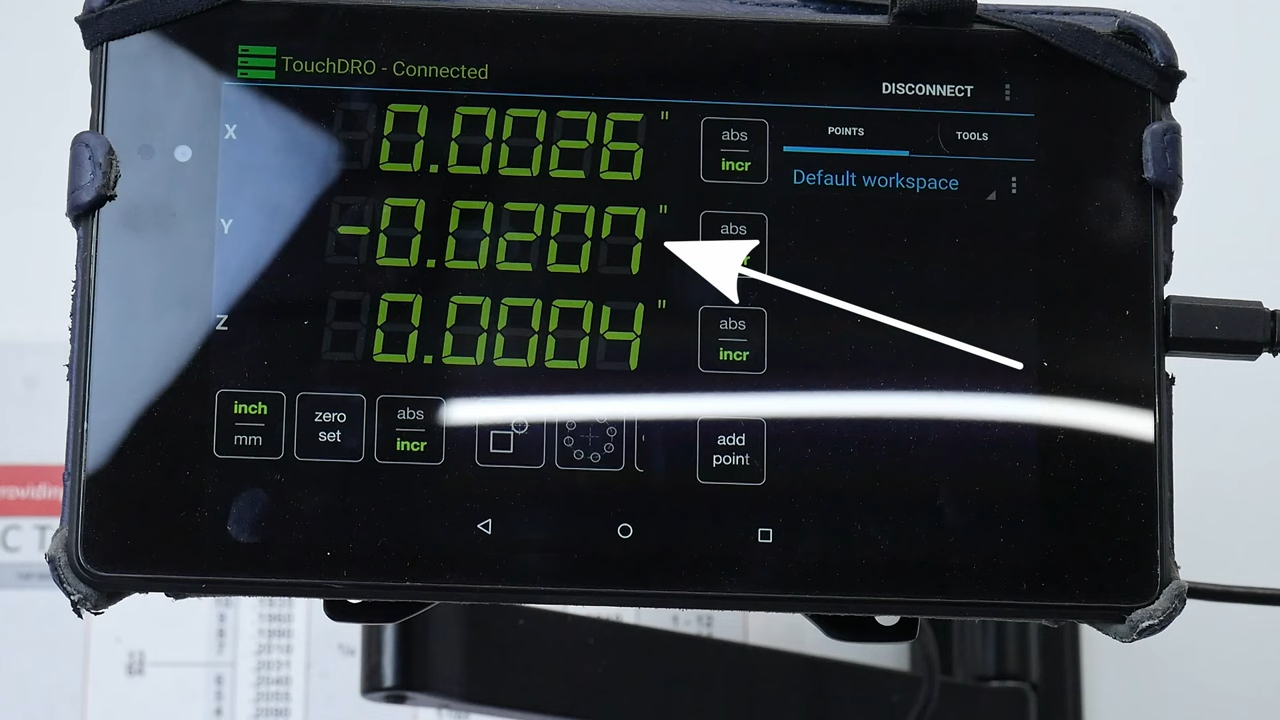 TouchDRO - Connected
DISCONNECT
X
0.0026"
abs
incr
POINTS
TOOLS
Default workspace
Y
-0.0207"
abs
Z
0.0004"
abs
incr
inch
mm
zero
set
abs
incr
add
point